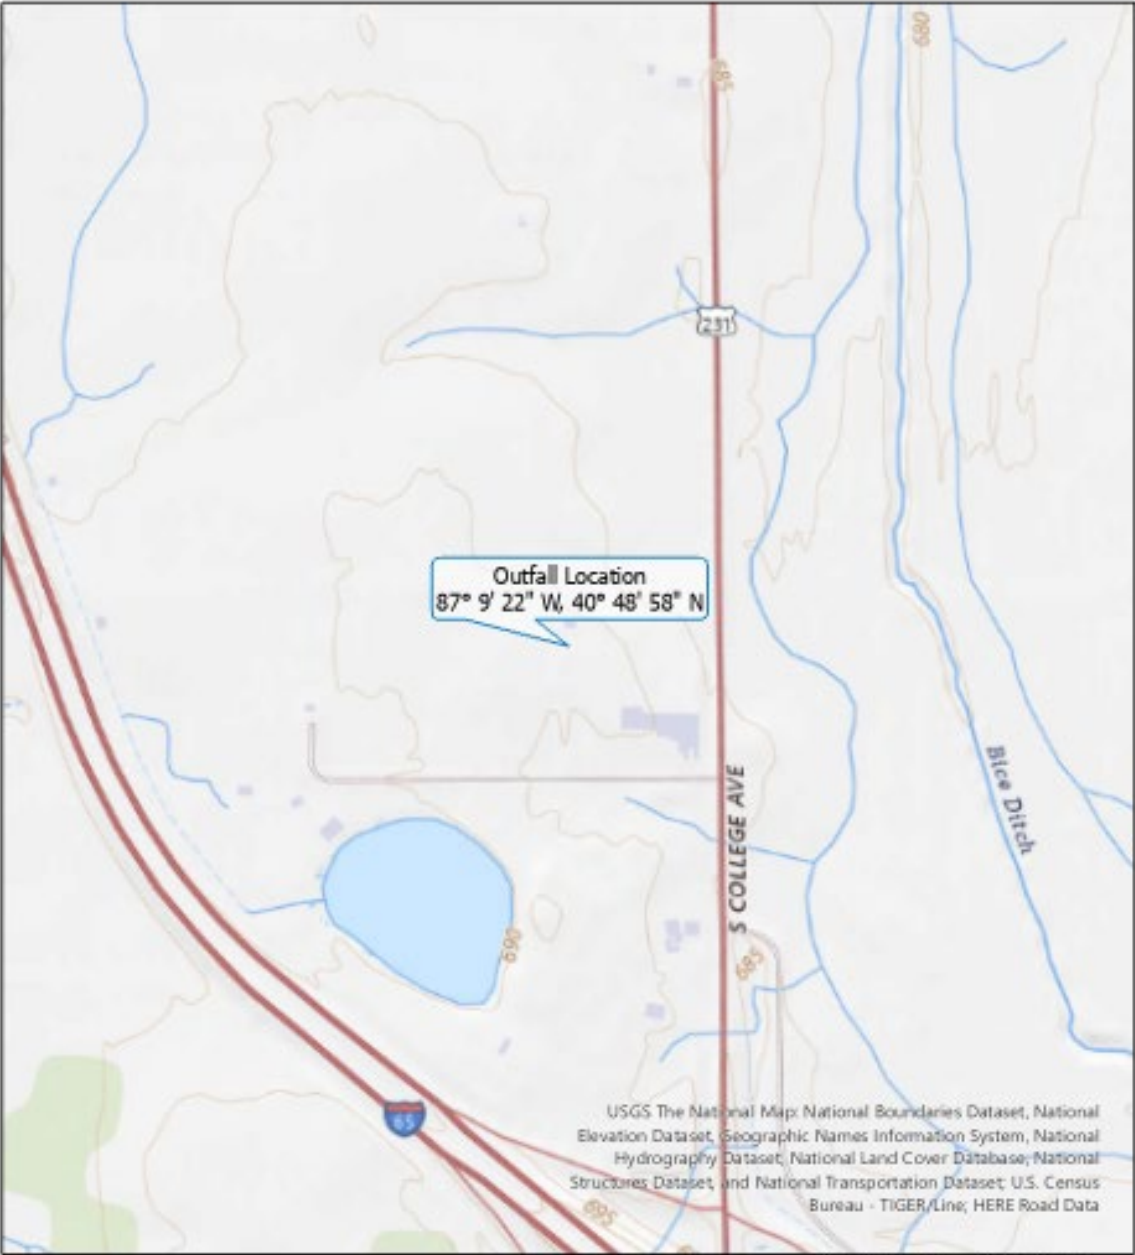 680
685
231
Outfall Location
87° 9' 22" W, 40° 48' 58" N
S COLLEGE AVE
Bice Ditch
690
685
65
USGS The National Map: National Boundaries Dataset, National
Elevation Dataset, Geographic Names Information System, National
Hydrography Dataset, National Land Cover Database, National
Structures Dataset, and National Transportation Dataset; U.S. Census
Bureau - TIGER/Line; HERE Road Data
695